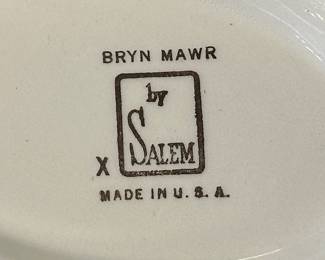 BRYN MAWR
by
X SALEM
MADE IN U. S. A.